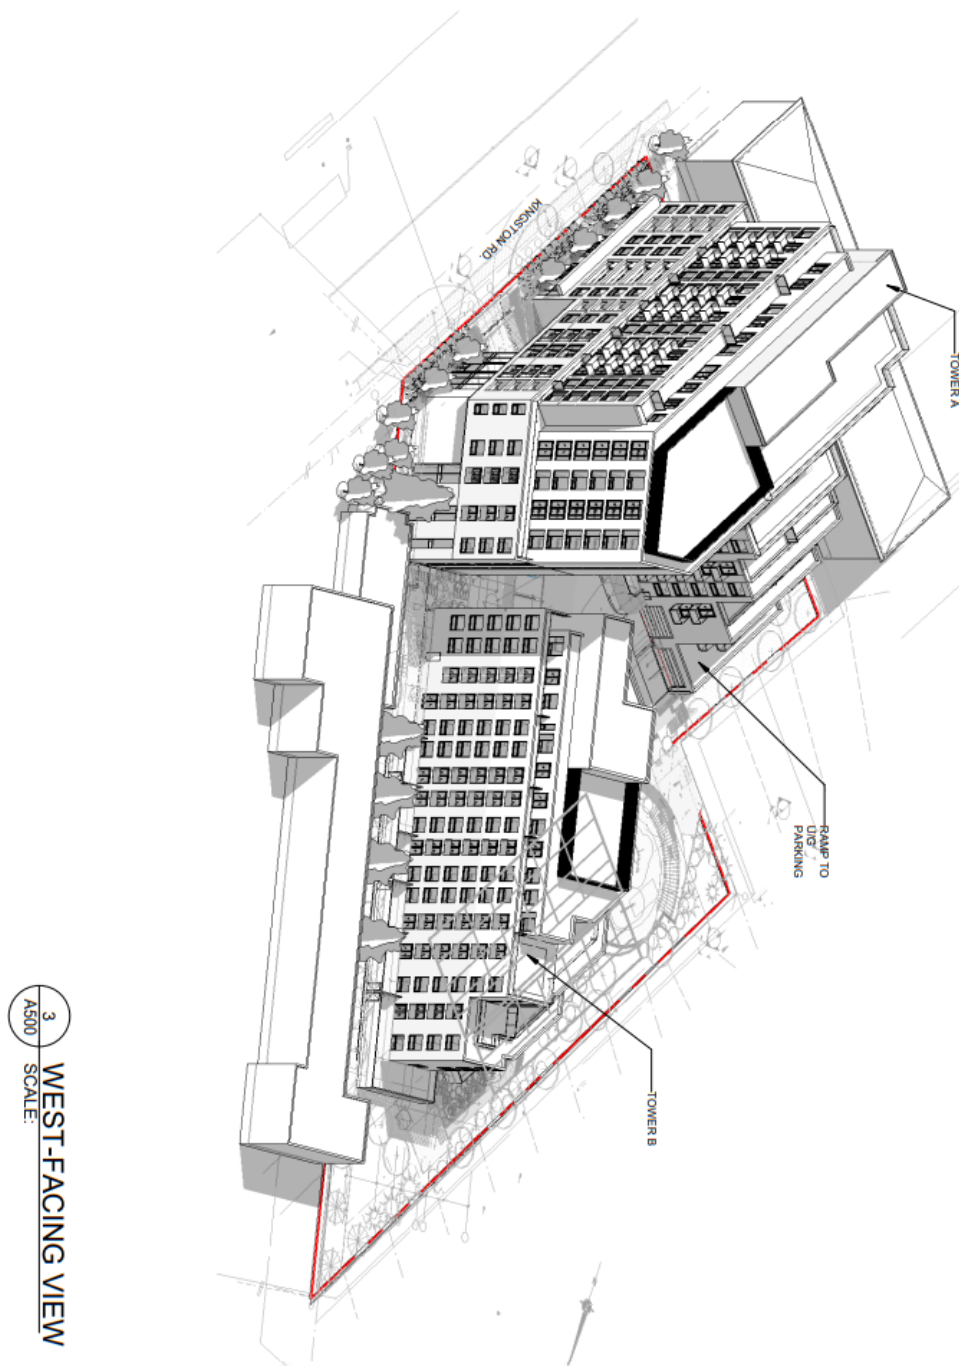 KINGSTON RD.
TOWER A
RAMP TO
U/G
PARKING
TOWER B
3
A500
WEST-FACING VIEW
SCALE: